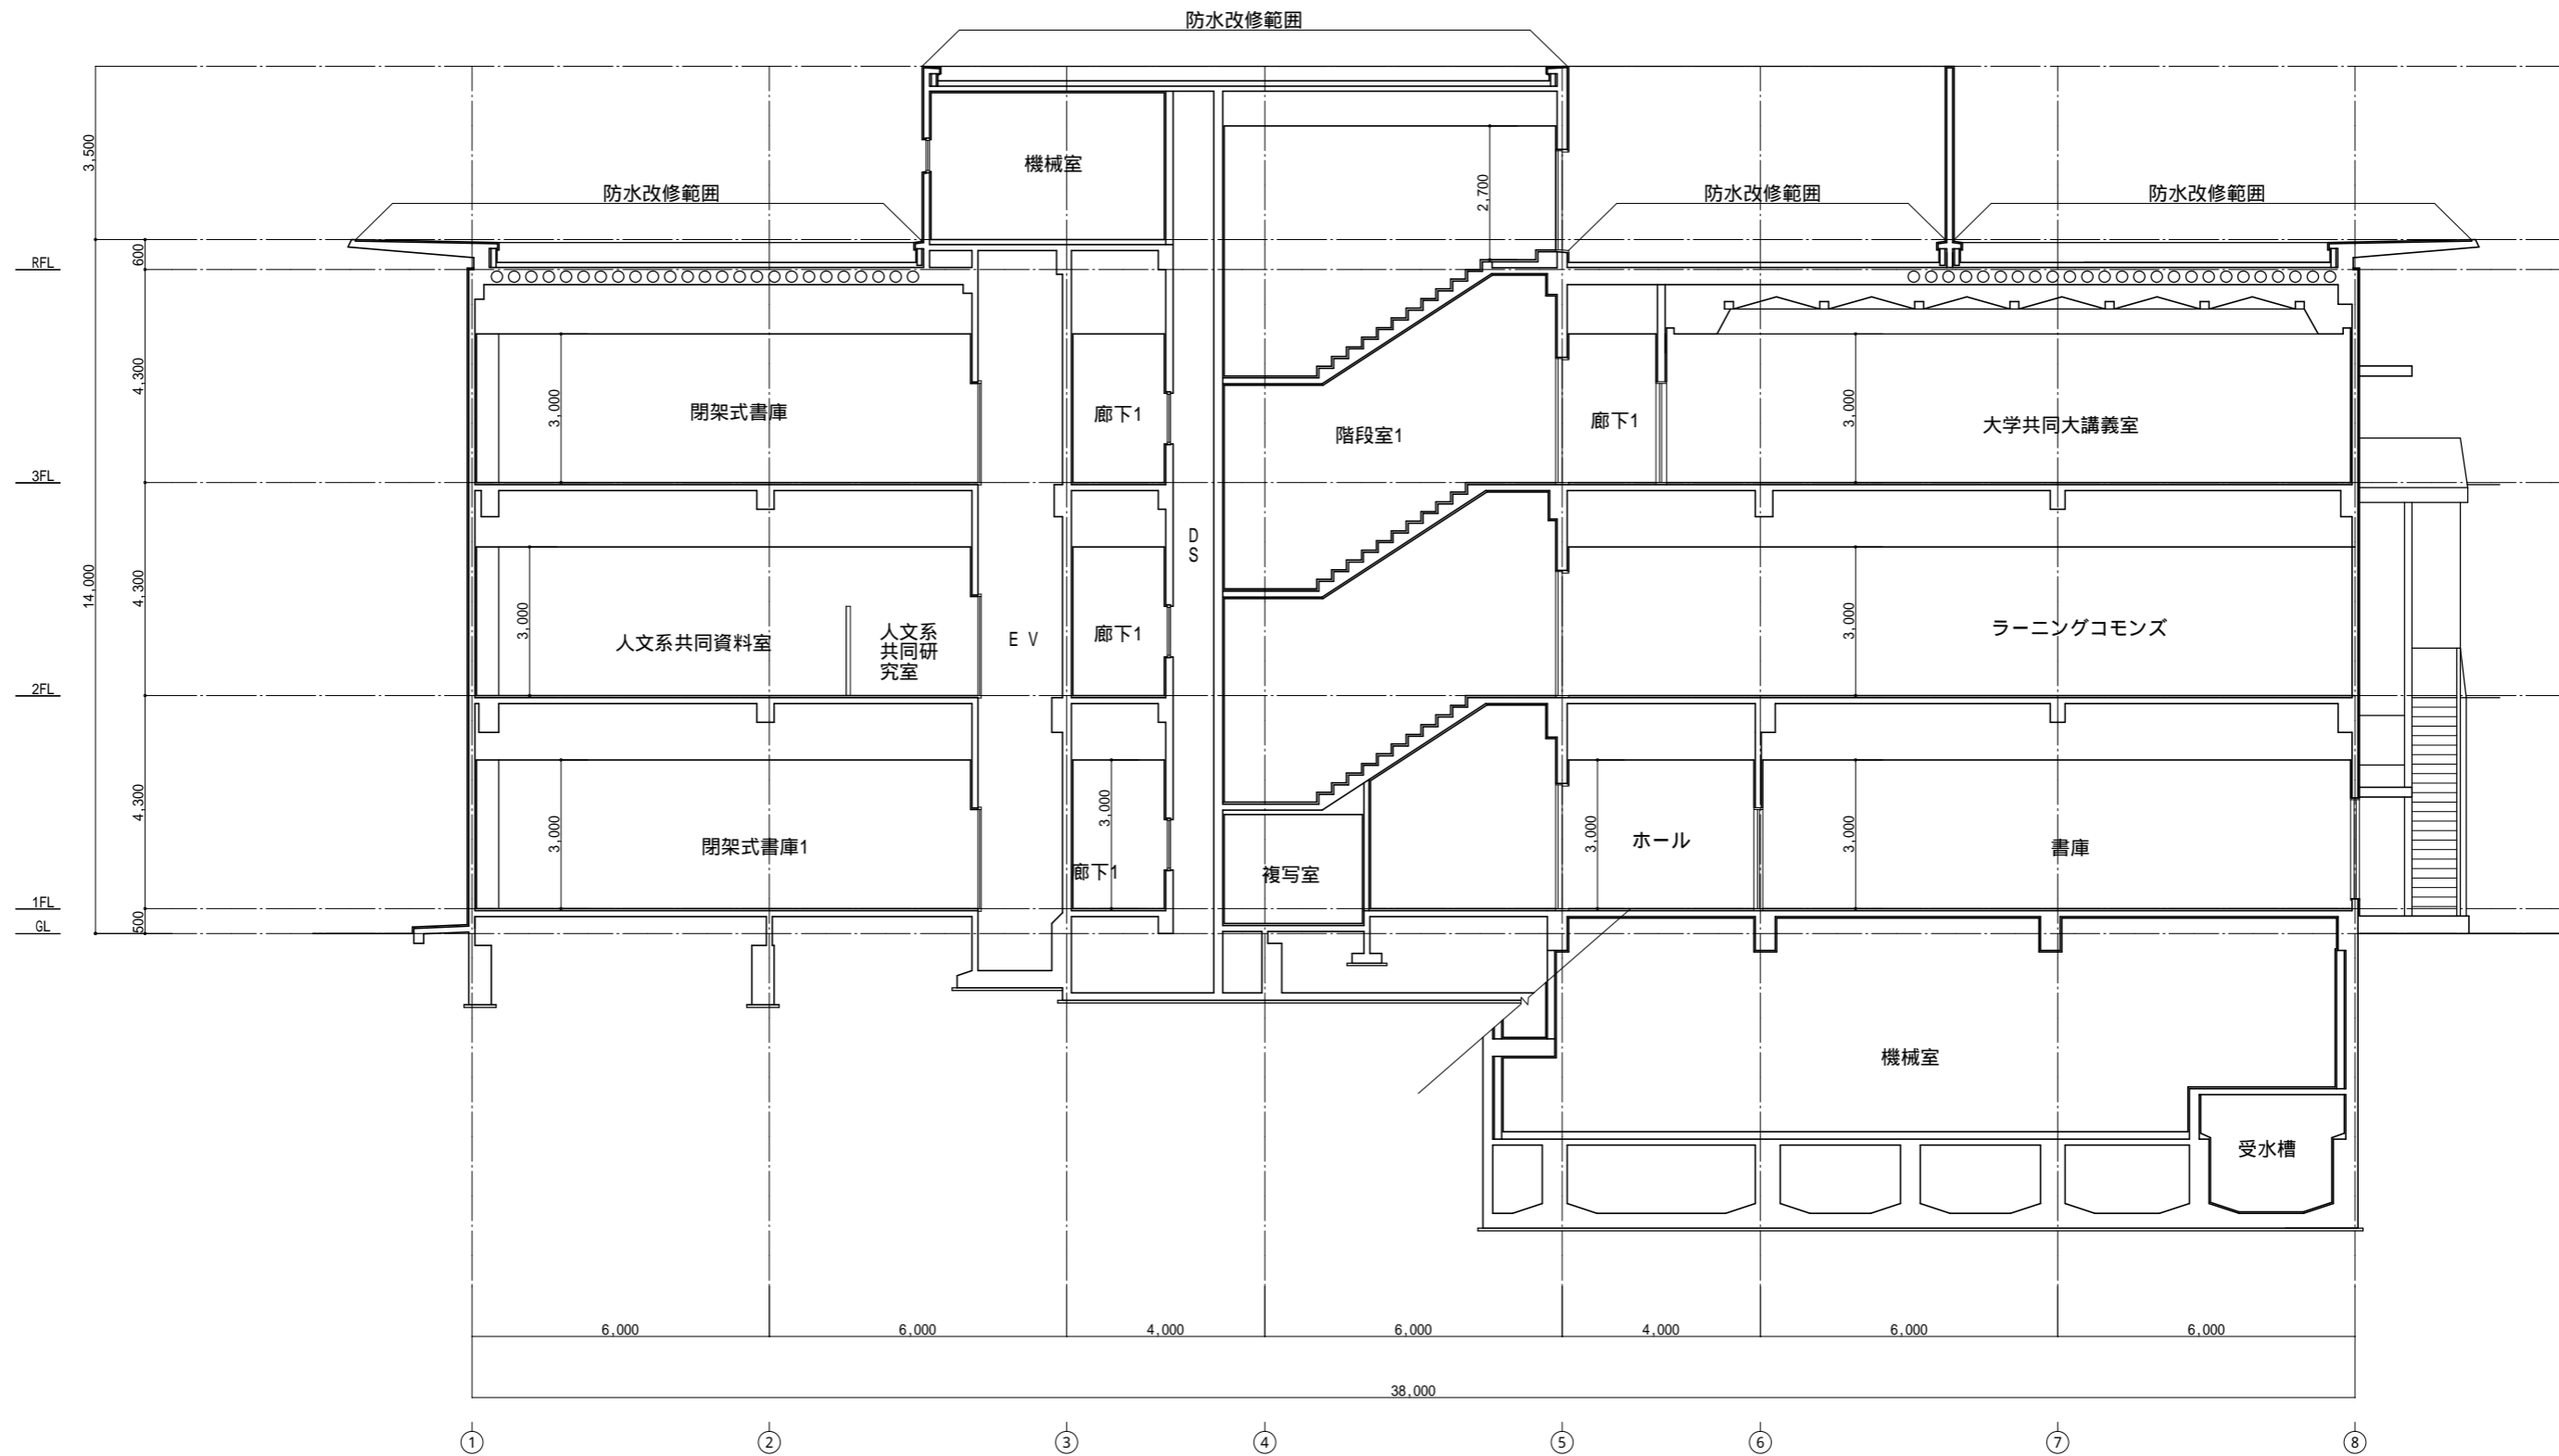 防水改修範囲
3,500
機械室
2,700
防水改修範囲
防水改修範囲
防水改修範囲
600
RFL
4,300
3,000
閉架式書庫
廊下1
階段室1
廊下1
3,000
大学共同大講義室
3FL
14,000
4,300
3,000
人文系共同資料室
人文系
共同研
究室
E V
廊下1
D
S
3,000
ラーニングコモンズ
2FL
4,300
3,000
閉架式書庫1
3,000
廊下1
複写室
3,000
ホール
3,000
書庫
1FL
500
GL
機械室
受水槽
6,000
6,000
4,000
6,000
4,000
6,000
6,000
38,000
1
2
3
4
5
6
7
8